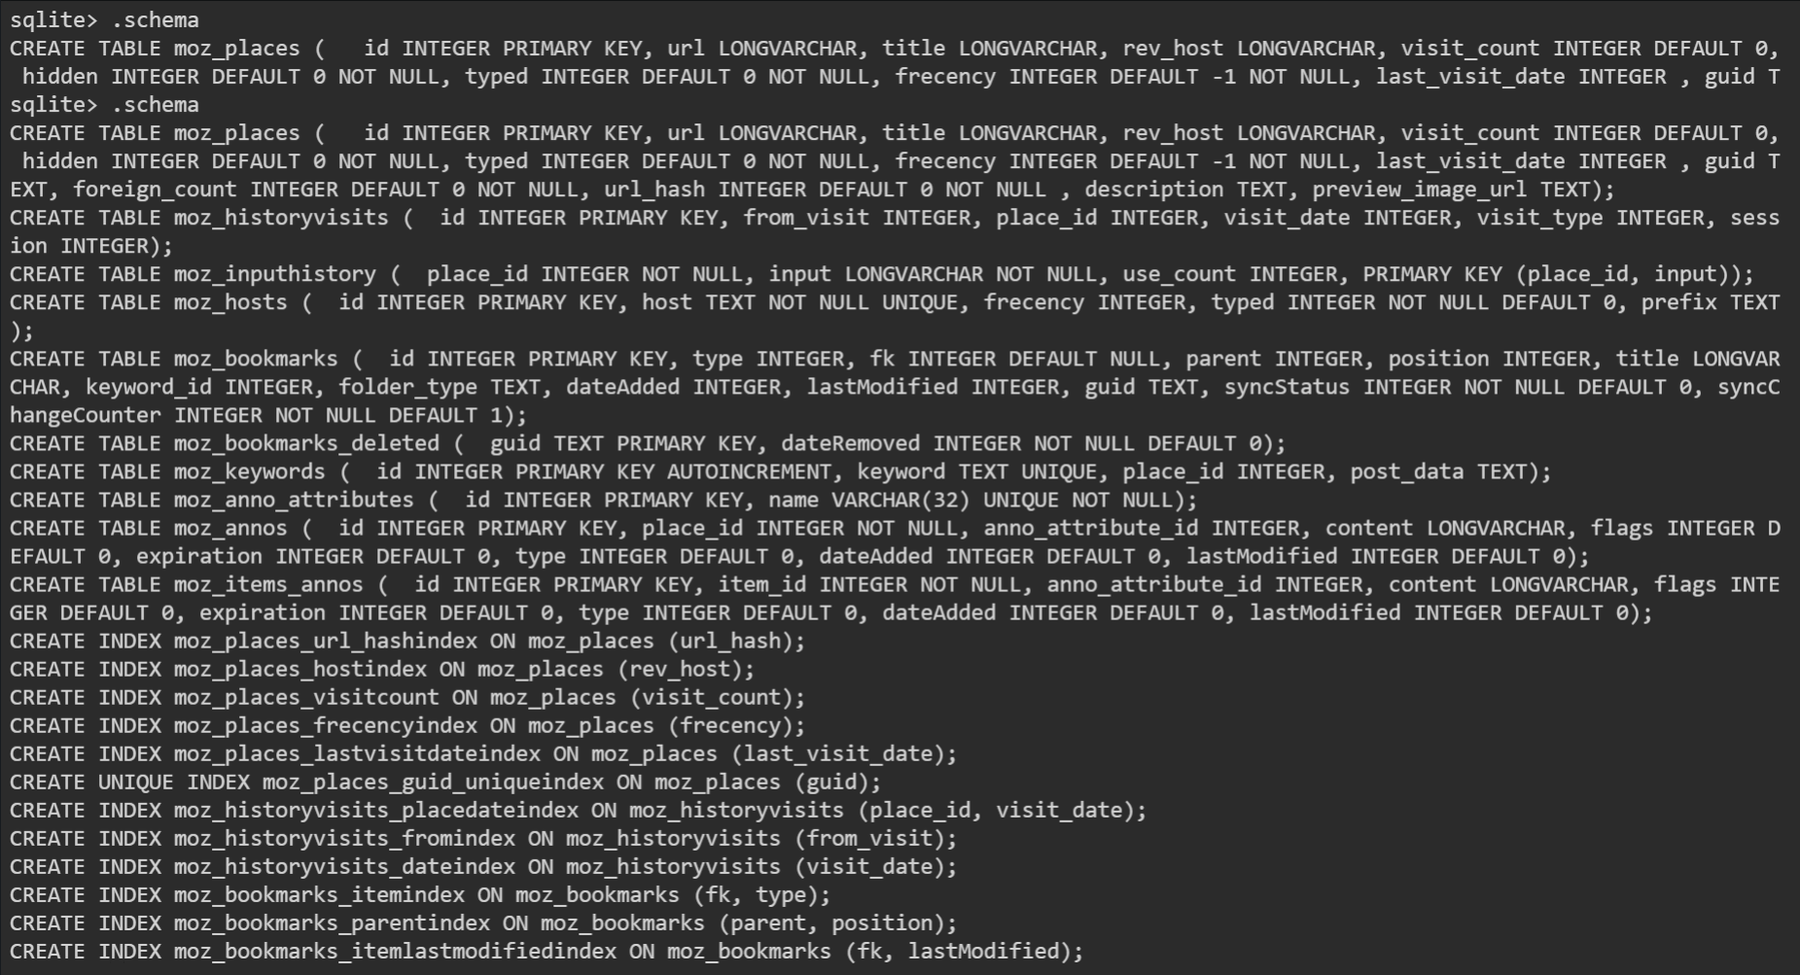 sqlite> .schema
CREATE TABLE moz_places (   id INTEGER PRIMARY KEY, url LONGVARCHAR, title LONGVARCHAR, rev_host LONGVARCHAR, visit_count INTEGER DEFAULT 0,
 hidden INTEGER DEFAULT 0 NOT NULL, typed INTEGER DEFAULT 0 NOT NULL, frecency INTEGER DEFAULT -1 NOT NULL, last_visit_date INTEGER , guid T
sqlite> .schema
CREATE TABLE moz_places (   id INTEGER PRIMARY KEY, url LONGVARCHAR, title LONGVARCHAR, rev_host LONGVARCHAR, visit_count INTEGER DEFAULT 0,
 hidden INTEGER DEFAULT 0 NOT NULL, typed INTEGER DEFAULT 0 NOT NULL, frecency INTEGER DEFAULT -1 NOT NULL, last_visit_date INTEGER , guid T
EXT, foreign_count INTEGER DEFAULT 0 NOT NULL, url_hash INTEGER DEFAULT 0 NOT NULL , description TEXT, preview_image_url TEXT);
CREATE TABLE moz_historyvisits (  id INTEGER PRIMARY KEY, from_visit INTEGER, place_id INTEGER, visit_date INTEGER, visit_type INTEGER, sess
ion INTEGER);
CREATE TABLE moz_inputhistory (  place_id INTEGER NOT NULL, input LONGVARCHAR NOT NULL, use_count INTEGER, PRIMARY KEY (place_id, input));
CREATE TABLE moz_hosts (  id INTEGER PRIMARY KEY, host TEXT NOT NULL UNIQUE, frecency INTEGER, typed INTEGER NOT NULL DEFAULT 0, prefix TEXT
);
CREATE TABLE moz_bookmarks (  id INTEGER PRIMARY KEY, type INTEGER, fk INTEGER DEFAULT NULL, parent INTEGER, position INTEGER, title LONGVAR
CHAR, keyword_id INTEGER, folder_type TEXT, dateAdded INTEGER, lastModified INTEGER, guid TEXT, syncStatus INTEGER NOT NULL DEFAULT 0, syncC
hangeCounter INTEGER NOT NULL DEFAULT 1);
CREATE TABLE moz_bookmarks_deleted (  guid TEXT PRIMARY KEY, dateRemoved INTEGER NOT NULL DEFAULT 0);
CREATE TABLE moz_keywords (  id INTEGER PRIMARY KEY AUTOINCREMENT, keyword TEXT UNIQUE, place_id INTEGER, post_data TEXT);
CREATE TABLE moz_anno_attributes (  id INTEGER PRIMARY KEY, name VARCHAR(32) UNIQUE NOT NULL);
CREATE TABLE moz_annos (  id INTEGER PRIMARY KEY, place_id INTEGER NOT NULL, anno_attribute_id INTEGER, content LONGVARCHAR, flags INTEGER D
EFAULT 0, expiration INTEGER DEFAULT 0, type INTEGER DEFAULT 0, dateAdded INTEGER DEFAULT 0, lastModified INTEGER DEFAULT 0);
CREATE TABLE moz_items_annos (  id INTEGER PRIMARY KEY, item_id INTEGER NOT NULL, anno_attribute_id INTEGER, content LONGVARCHAR, flags INTE
GER DEFAULT 0, expiration INTEGER DEFAULT 0, type INTEGER DEFAULT 0, dateAdded INTEGER DEFAULT 0, lastModified INTEGER DEFAULT 0);
CREATE INDEX moz_places_url_hashindex ON moz_places (url_hash);
CREATE INDEX moz_places_hostindex ON moz_places (rev_host);
CREATE INDEX moz_places_visitcount ON moz_places (visit_count);
CREATE INDEX moz_places_frecencyindex ON moz_places (frecency);
CREATE INDEX moz_places_lastvisitdateindex ON moz_places (last_visit_date);
CREATE UNIQUE INDEX moz_places_guid_uniqueindex ON moz_places (guid);
CREATE INDEX moz_historyvisits_placedateindex ON moz_historyvisits (place_id, visit_date);
CREATE INDEX moz_historyvisits_fromindex ON moz_historyvisits (from_visit);
CREATE INDEX moz_historyvisits_dateindex ON moz_historyvisits (visit_date);
CREATE INDEX moz_bookmarks_itemindex ON moz_bookmarks (fk, type);
CREATE INDEX moz_bookmarks_parentindex ON moz_bookmarks (parent, position);
CREATE INDEX moz_bookmarks_itemlastmodifiedindex ON moz_bookmarks (fk, lastModified);